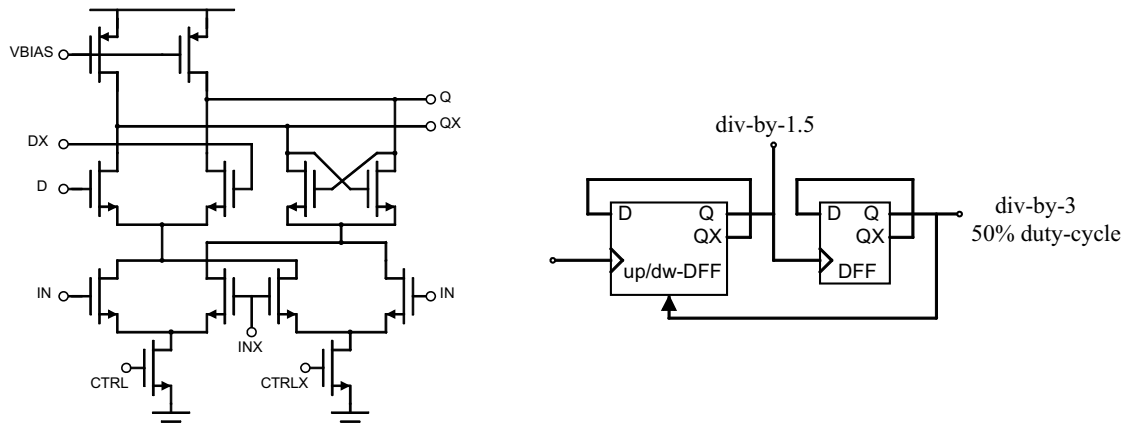 VBIAS
Q
QX
DX
D
IN
IN
INX
CTRL
CTRLX
div-by-1.5
D
Q
QX
up/dw-DFF
D
Q
QX
DFF
div-by-3
50% duty-cycle